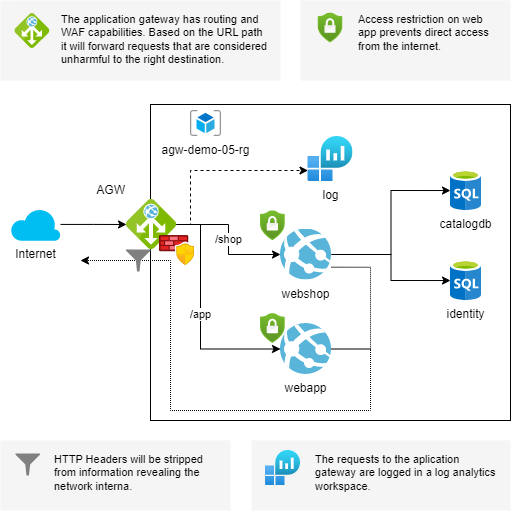 The application gateway has routing and
WAF capabilities. Based on the URL path
it will forward requests that are considered
unharmful to the right destination.
Access restriction on web
app prevents direct access
from the internet.
agw-demo-05-rg
AGW
log
SQL
catalogdb
Internet
/shop
webshop
SQL
identity
/app
webapp
HTTP Headers will be stripped
from information revealing the
network interna.
The requests to the aplication
gateway are logged in a log analytics
workspace.